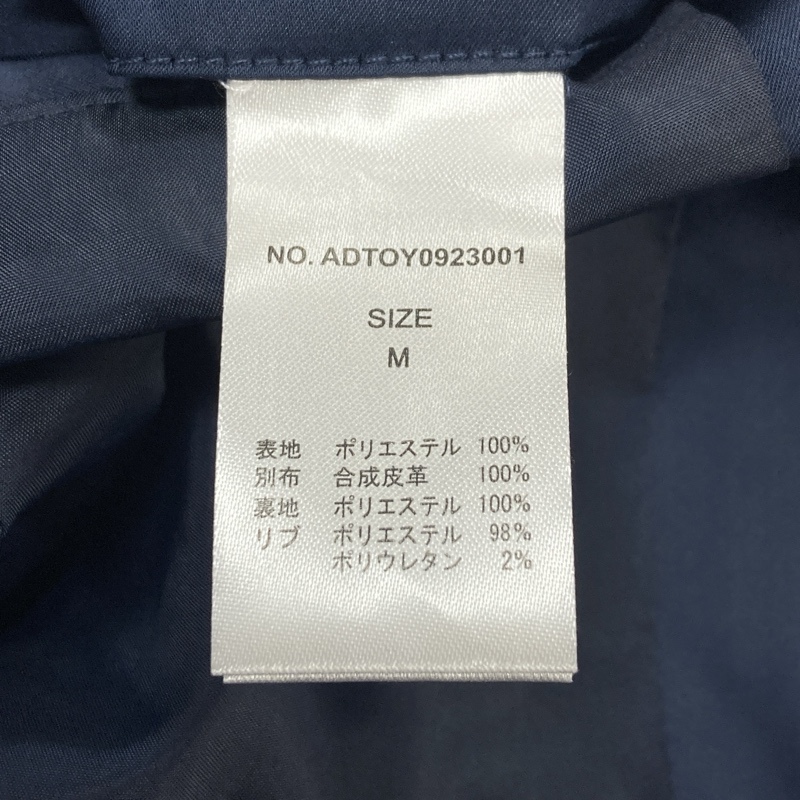 NO. ADTOY0923001
SIZE
M
表地 ポリエステル 100%
別布 合成皮革 100%
裏地 ポリエステル 100%
リブ ポリエステル 98%
ポリウレタン 2%